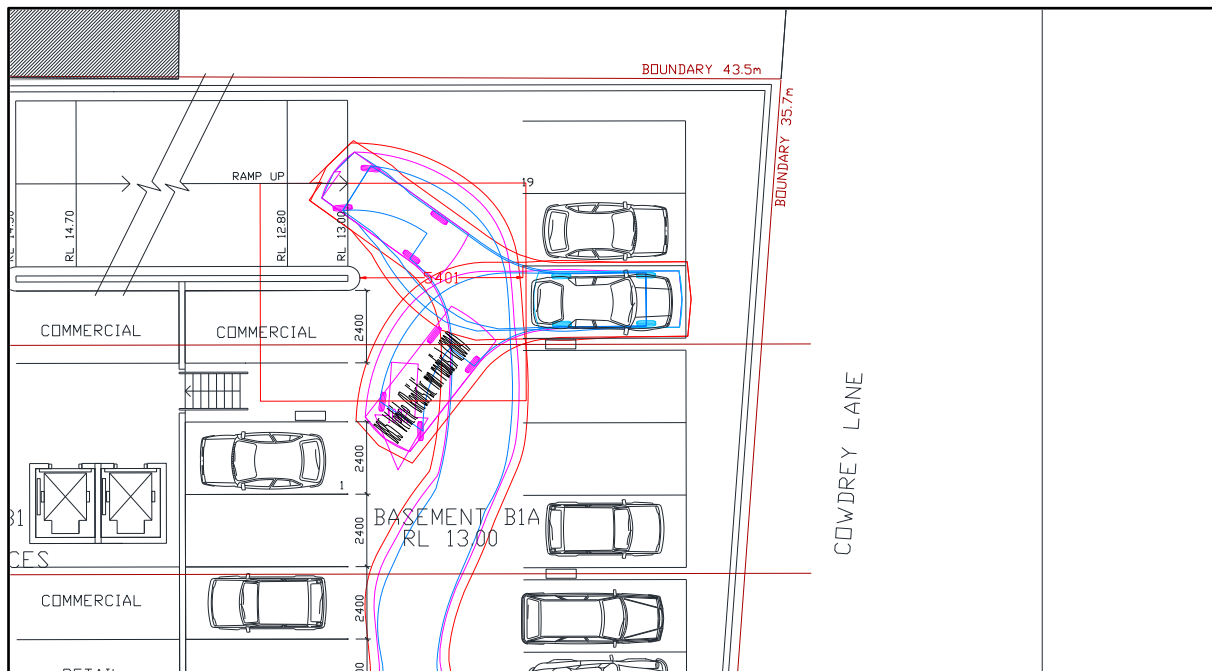 BOUNDARY 43.5m
BOUNDARY 35.7m
RAMP UP
19
RL 14.70
RL 12.80
RL 13.00
5401
COMMERCIAL
COMMERCIAL
2400
COWDREY LANE
2400
1
BASEMENT B1A
RL 13.00
2400
COMMERCIAL
2400